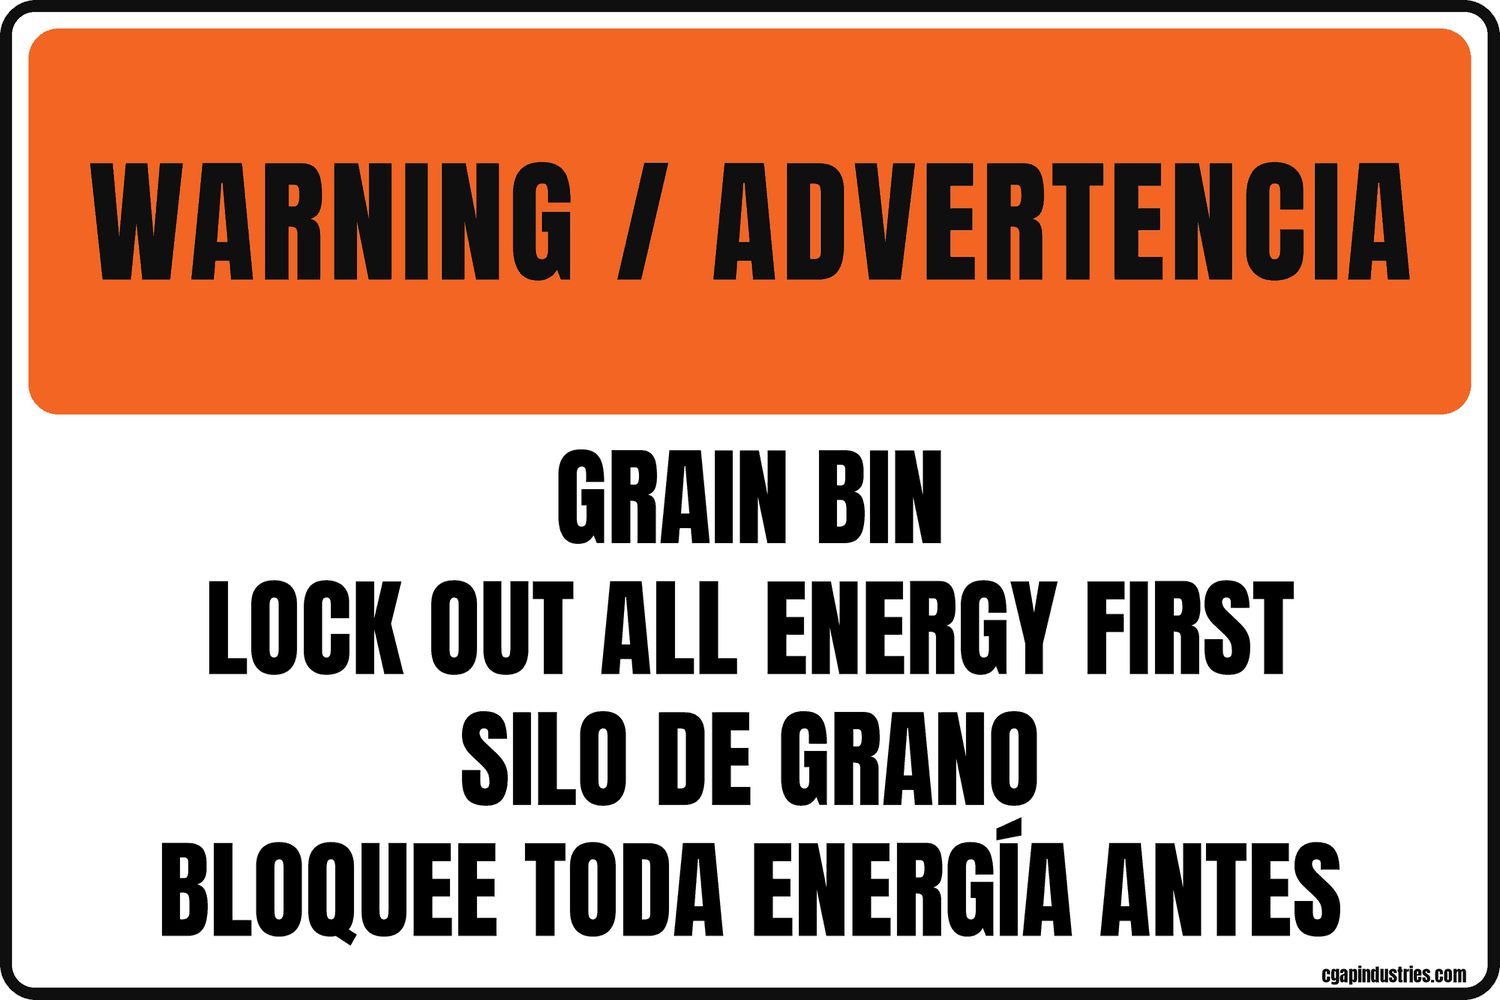 WARNING / ADVERTENCIA
GRAIN BIN
LOCK OUT ALL ENERGY FIRST
SILO DE GRANO
BLOQUEE TODA ENERGÍA ANTES
cgapindustries.com